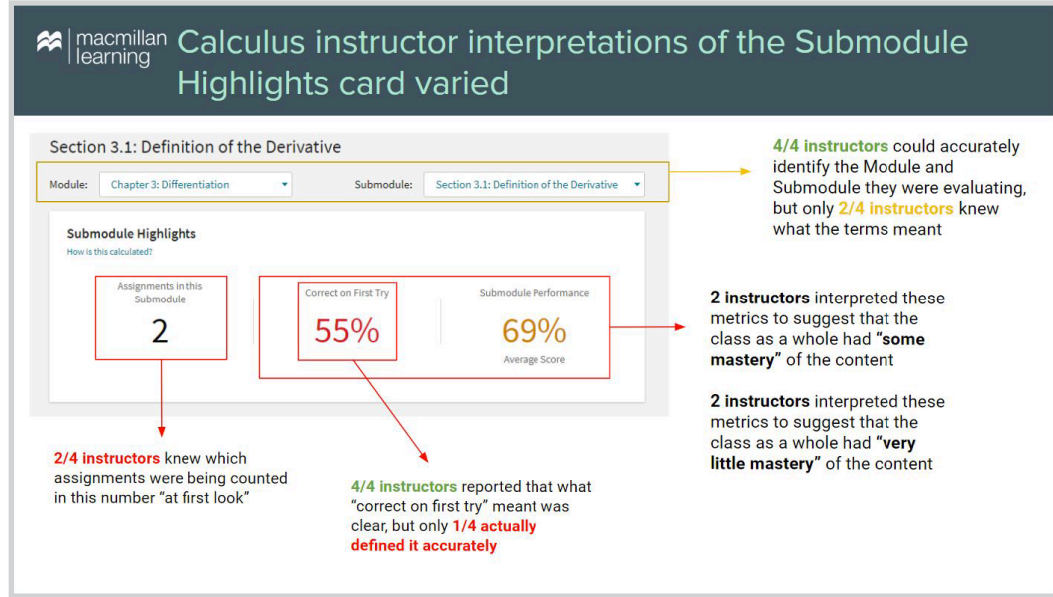 macmillan
learning
Calculus instructor interpretations of the Submodule
Highlights card varied
Section 3.1: Definition of the Derivative
Module: Chapter 3: Differentiation Submodule: Section 3.1: Definition of the Derivative
Submodule Highlights
How is this calculated?
Assignments in this
Submodule
2
Correct on First Try
55%
Submodule Performance
69%
Average Score
4/4 instructors could accurately
identify the Module and
Submodule they were evaluating,
but only 2/4 instructors knew
what the terms meant
2 instructors interpreted these
metrics to suggest that the
class as a whole had “some
mastery” of the content
2 instructors interpreted these
metrics to suggest that the
class as a whole had “very
little mastery” of the content
2/4 instructors knew which
assignments were being counted
in this number “at first look”
4/4 instructors reported that what
“correct on first try” meant was
clear, but only 1/4 actually
defined it accurately